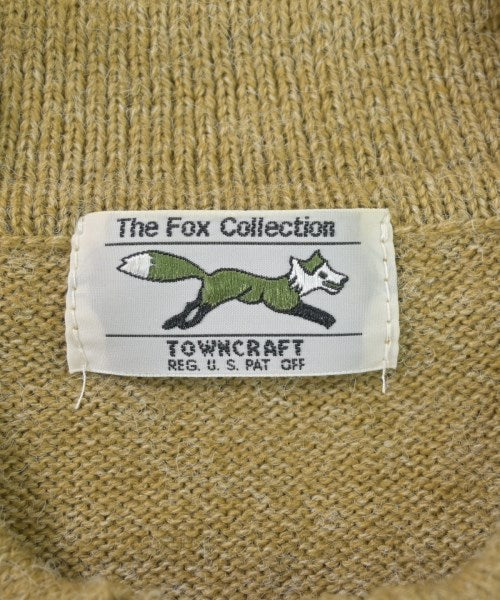 The Fox Collection
TOWNCRAFT
REG. U. S. PAT OFF